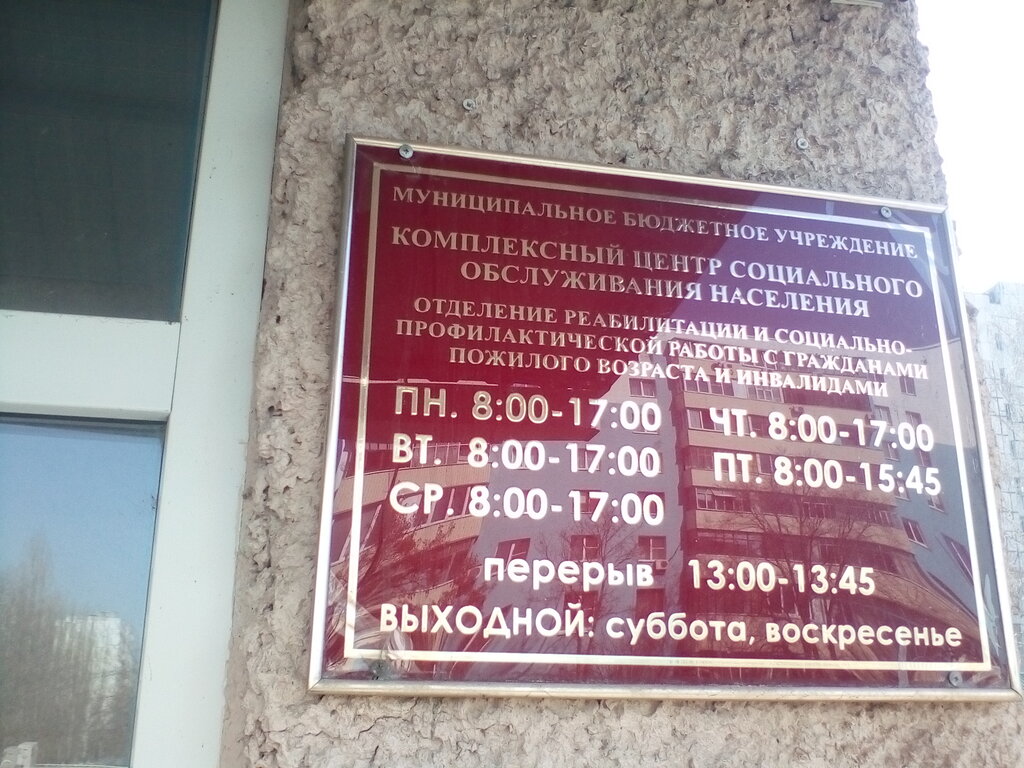 МУНИЦИПАЛЬНОЕ БЮДЖЕТНОЕ УЧРЕЖДЕНИЕ
КОМПЛЕКСНЫЙ ЦЕНТР СОЦИАЛЬНОГО
ОБСЛУЖИВАНИЯ НАСЕЛЕНИЯ
ОТДЕЛЕНИЕ РЕАБИЛИТАЦИИ И СОЦИАЛЬНО-
ПРОФИЛАКТИЧЕСКОЙ РАБОТЫ С ГРАЖДАНАМИ
ПОЖИЛОГО ВОЗРАСТА И ИНВАЛИДАМИ
ПН. 8:00-17:00 ЧТ. 8:00-17:00
ВТ. 8:00-17:00 ПТ. 8:00-15:45
СР. 8:00-17:00
перерыв 13:00-13:45
ВЫХОДНОЙ: суббота, воскресенье